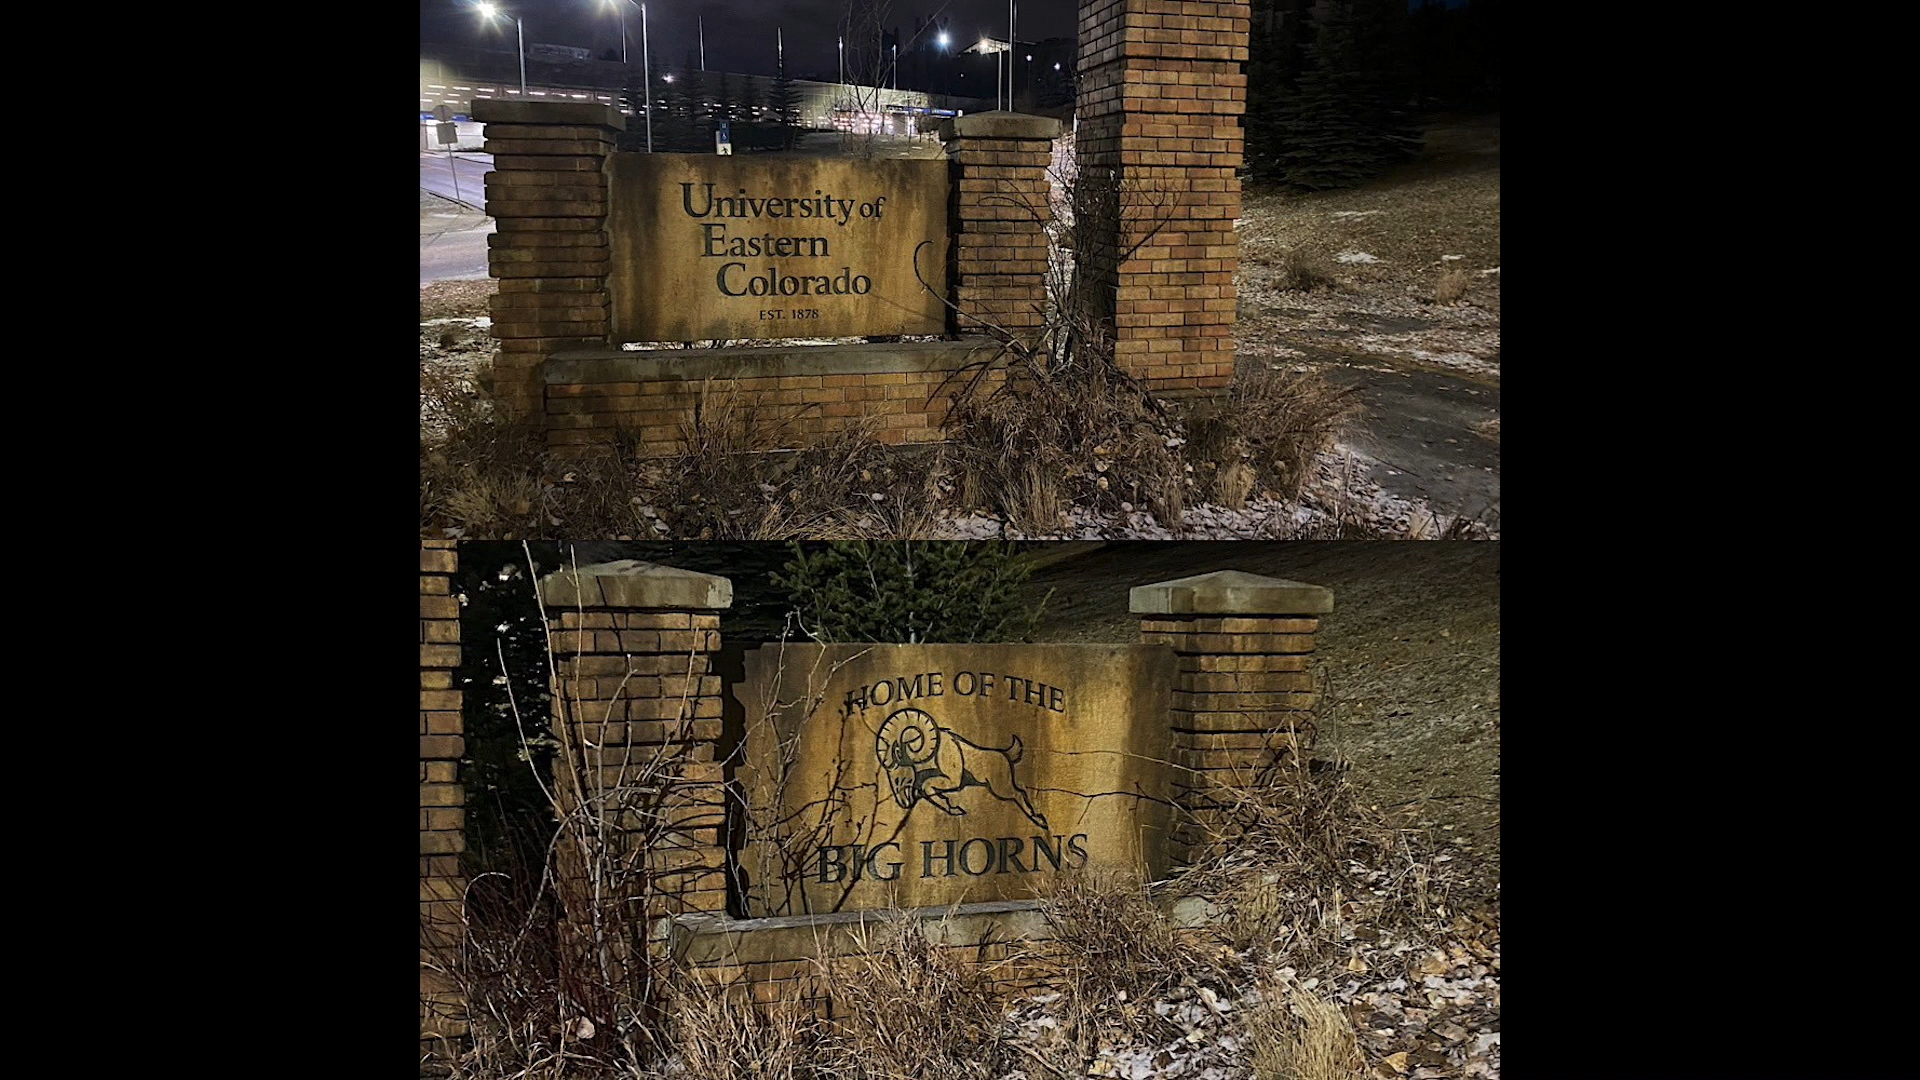 University of
Eastern
Colorado
EST. 1878
HOME OF THE
BIG HORNS